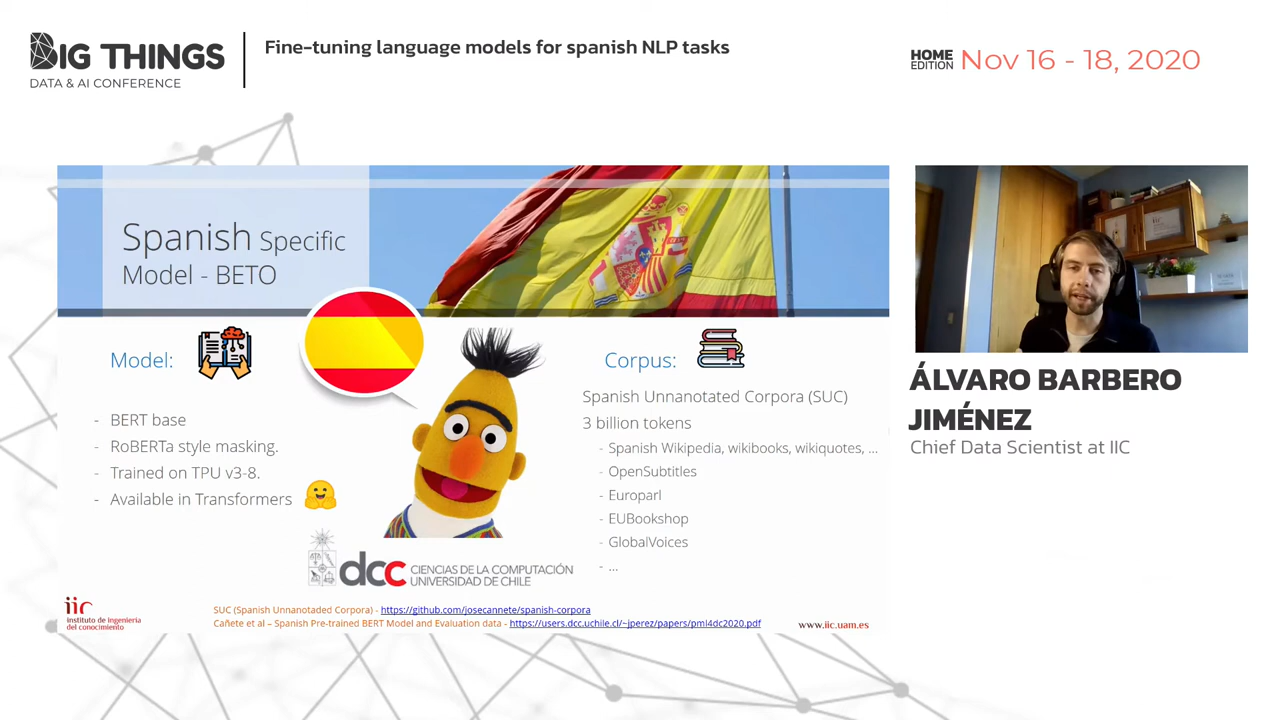 BIG THINGS
DATA & AI CONFERENCE
Fine-tuning language models for spanish NLP tasks
HOME
EDITION
Nov 16 - 18, 2020
Spanish Specific
Model - BETO
Model:
- BERT base
- RoBERTa style masking.
- Trained on TPU v3-8.
- Available in Transformers
Corpus:
Spanish Unnanotated Corpora (SUC)
3 billion tokens
- Spanish Wikipedia, wikibooks, wikiquotes, ...
- OpenSubtitles
- Europarl
- EUBookshop
- GlobalVoices
- ...
dcc CIENCIAS DE LA COMPUTACIÓN
UNIVERSIDAD DE CHILE
iic
instituto de ingeniería
del conocimiento
SUC (Spanish Unnanotaded Corpora) - https://github.com/josecannete/spanish-corpora
Cañete et al – Spanish Pre-trained BERT Model and Evaluation data - https://users.dcc.uchile.cl/~jperez/papers/pml4dc2020.pdf
www.iic.uam.es
iic
ÁLVARO BARBERO
JIMÉNEZ
Chief Data Scientist at IIC